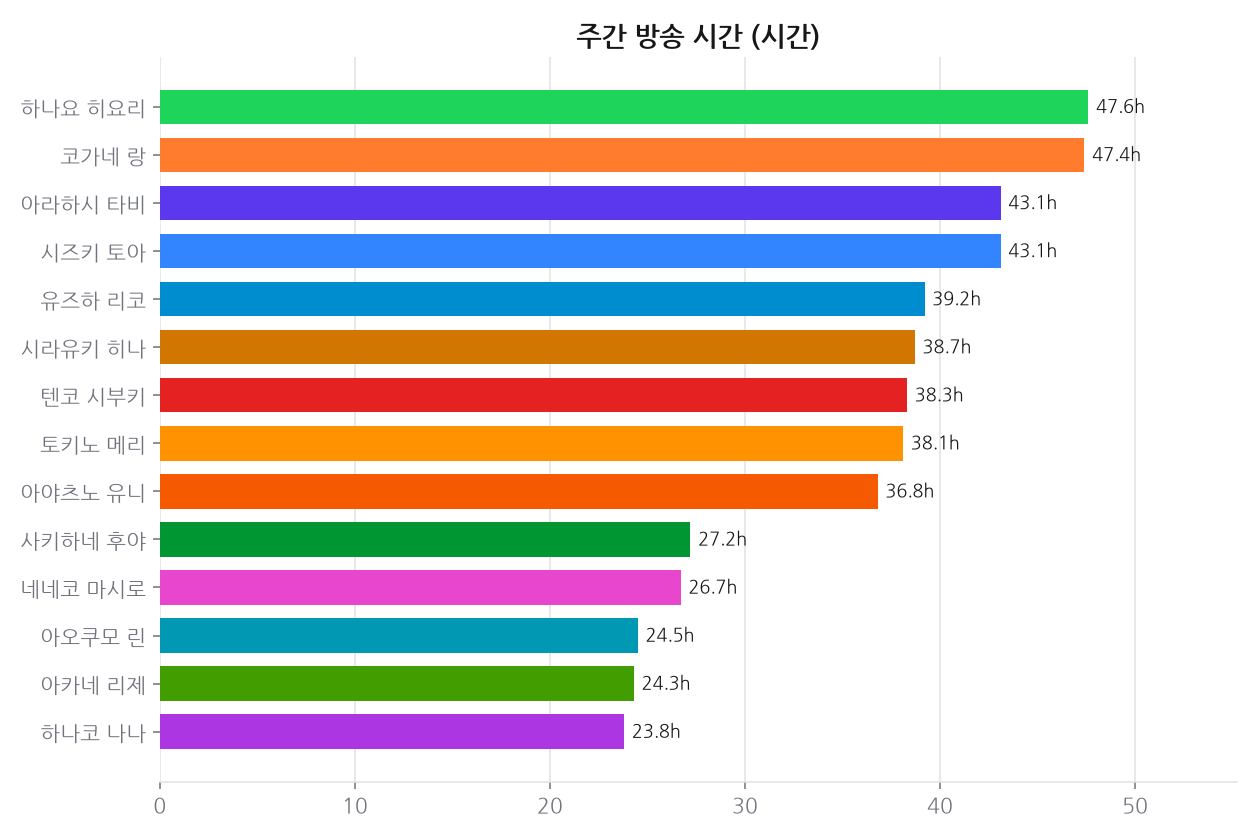 주간 방송 시간 (시간)
하나요 히요리 47.6h
코가네 랑 47.4h
아라하시 타비 43.1h
시즈키 토아 43.1h
유즈하 리코 39.2h
시라유키 히나 38.7h
텐코 시부키 38.3h
토키노 메리 38.1h
아야츠노 유니 36.8h
사키하네 후야 27.2h
네네코 마시로 26.7h
아오쿠모 린 24.5h
아카네 리제 24.3h
하나코 나나 23.8h
0 10 20 30 40 50